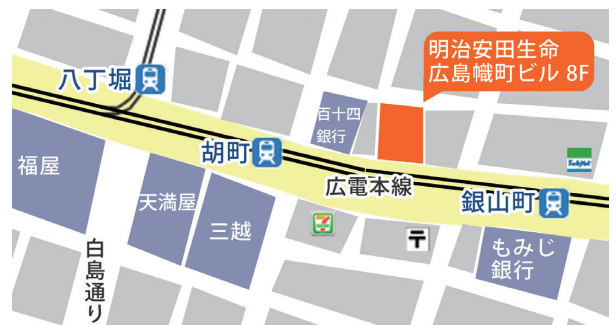 明治安田生命
広島幟町ビル 8F
八丁堀
百十四
銀行
胡町
福屋
広電本線
天満屋
銀山町
三越
7
〒
もみじ
銀行
白島通り